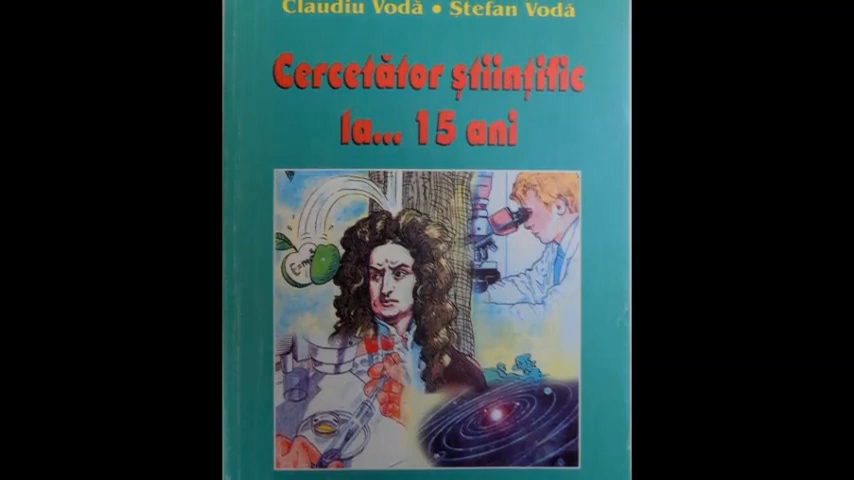 Claudiu Vodă • Ștefan Vodă
Cercetător științific
la... 15 ani